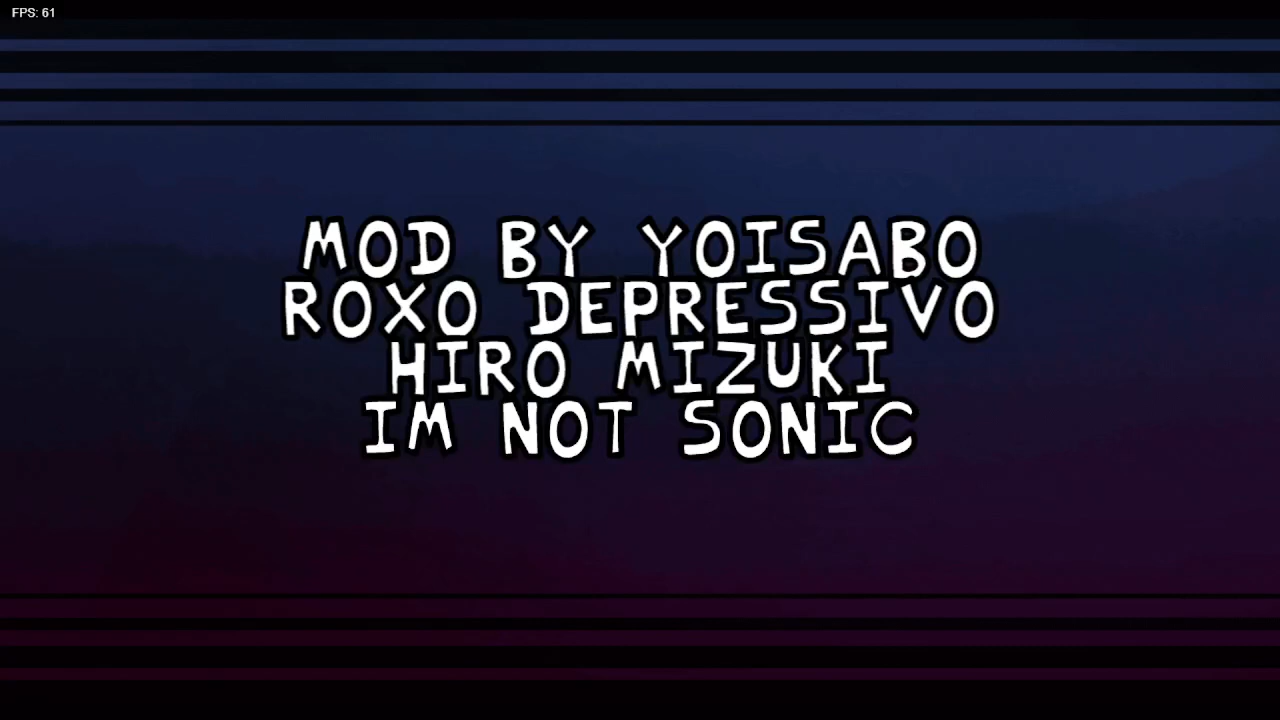 FPS: 61
MOD BY YOISABO
ROXO DEPRESSIVO
HIRO MIZUKI
IM NOT SONIC